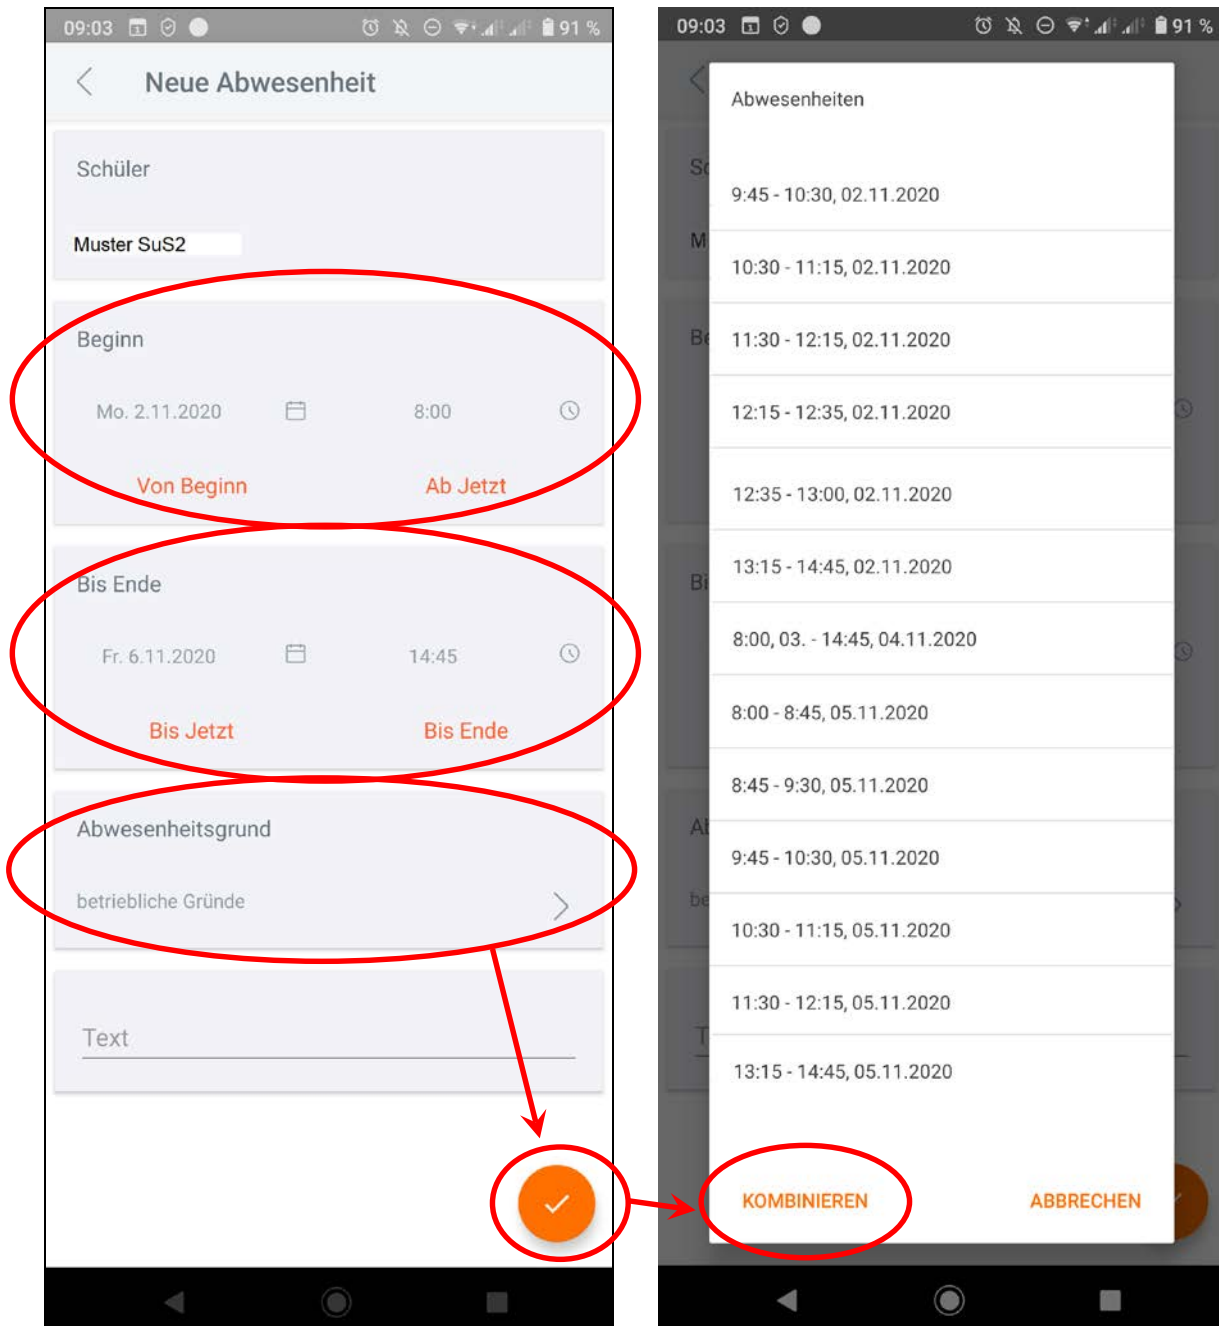 09:03
91 %
Neue Abwesenheit
Schüler
Muster SuS2
Beginn
Mo. 2.11.2020 8:00
Von Beginn Ab Jetzt
Bis Ende
Fr. 6.11.2020 14:45
Bis Jetzt Bis Ende
Abwesenheitsgrund
betriebliche Gründe
Text
09:03
91 %
Abwesenheiten
9:45 - 10:30, 02.11.2020
10:30 - 11:15, 02.11.2020
11:30 - 12:15, 02.11.2020
12:15 - 12:35, 02.11.2020
12:35 - 13:00, 02.11.2020
13:15 - 14:45, 02.11.2020
8:00, 03. - 14:45, 04.11.2020
8:00 - 8:45, 05.11.2020
8:45 - 9:30, 05.11.2020
9:45 - 10:30, 05.11.2020
10:30 - 11:15, 05.11.2020
11:30 - 12:15, 05.11.2020
13:15 - 14:45, 05.11.2020
KOMBINIEREN ABBRECHEN